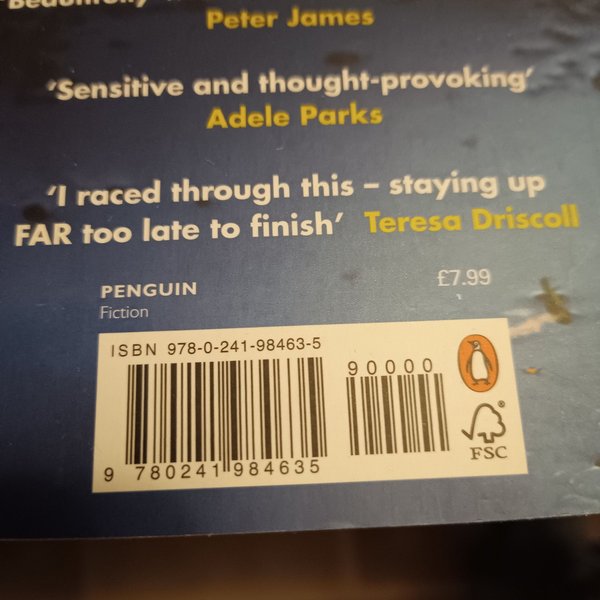 'Beautifully
Peter James
'Sensitive and thought-provoking'
Adele Parks
'I raced through this – staying up
FAR too late to finish' Teresa Driscoll
PENGUIN £7.99
Fiction
ISBN 978-0-241-98463-5
90000
9 780241 984635
FSC®